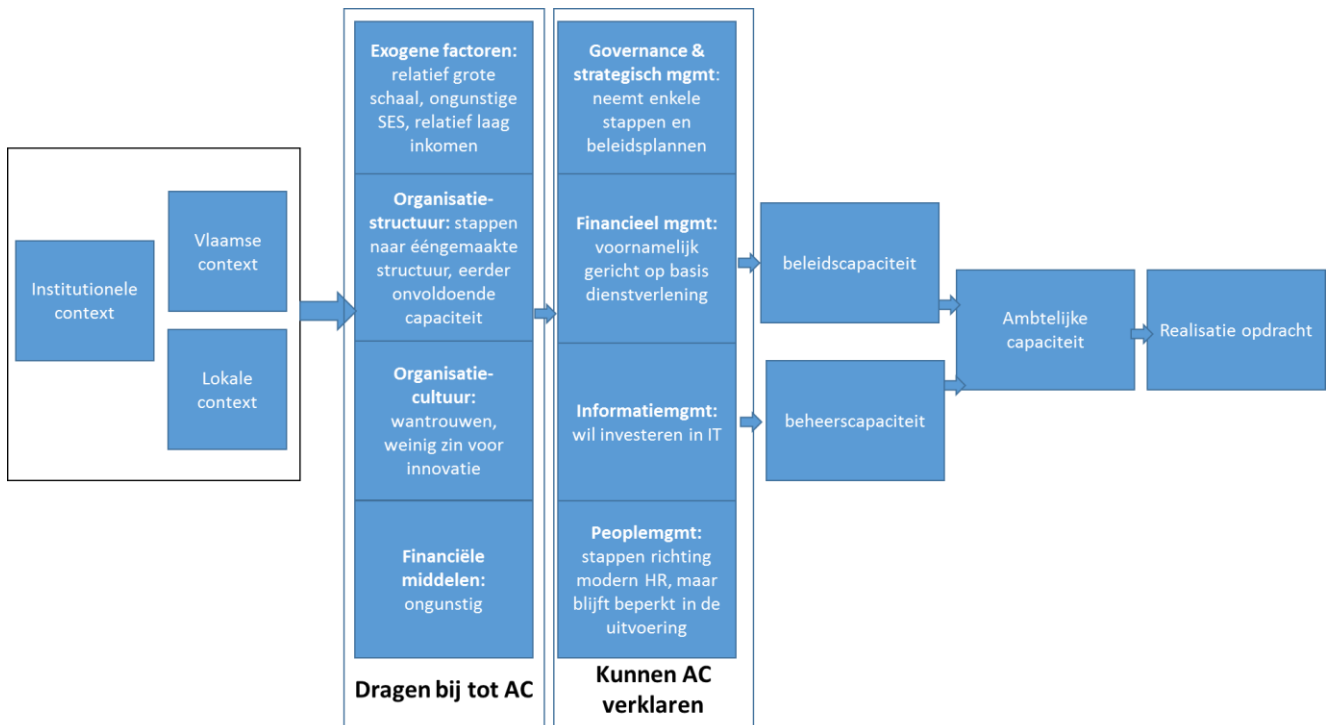 Institutionele
context
Vlaamse
context
Lokale
context
Exogene factoren:
relatief grote
schaal, ongunstige
SES, relatief laag
inkomen
Organisatie-
structuur: stappen
naar ééngemaakte
structuur, eerder
onvoldoende
capaciteit
Organisatie-
cultuur:
wantrouwen,
weinig zin voor
innovatie
Financiële
middelen:
ongunstig
Dragen bij tot AC
Governance &
strategisch mgmt:
neemt enkele
stappen en
beleidsplannen
Financieel mgmt:
voornamelijk
gericht op basis
dienstverlening
Informatiemgmt:
wil investeren in IT
Peoplemgmt:
stappen richting
modern HR, maar
blijft beperkt in de
uitvoering
Kunnen AC
verklaren
beleidscapaciteit
beheerscapaciteit
Ambtelijke
capaciteit
Realisatie opdracht